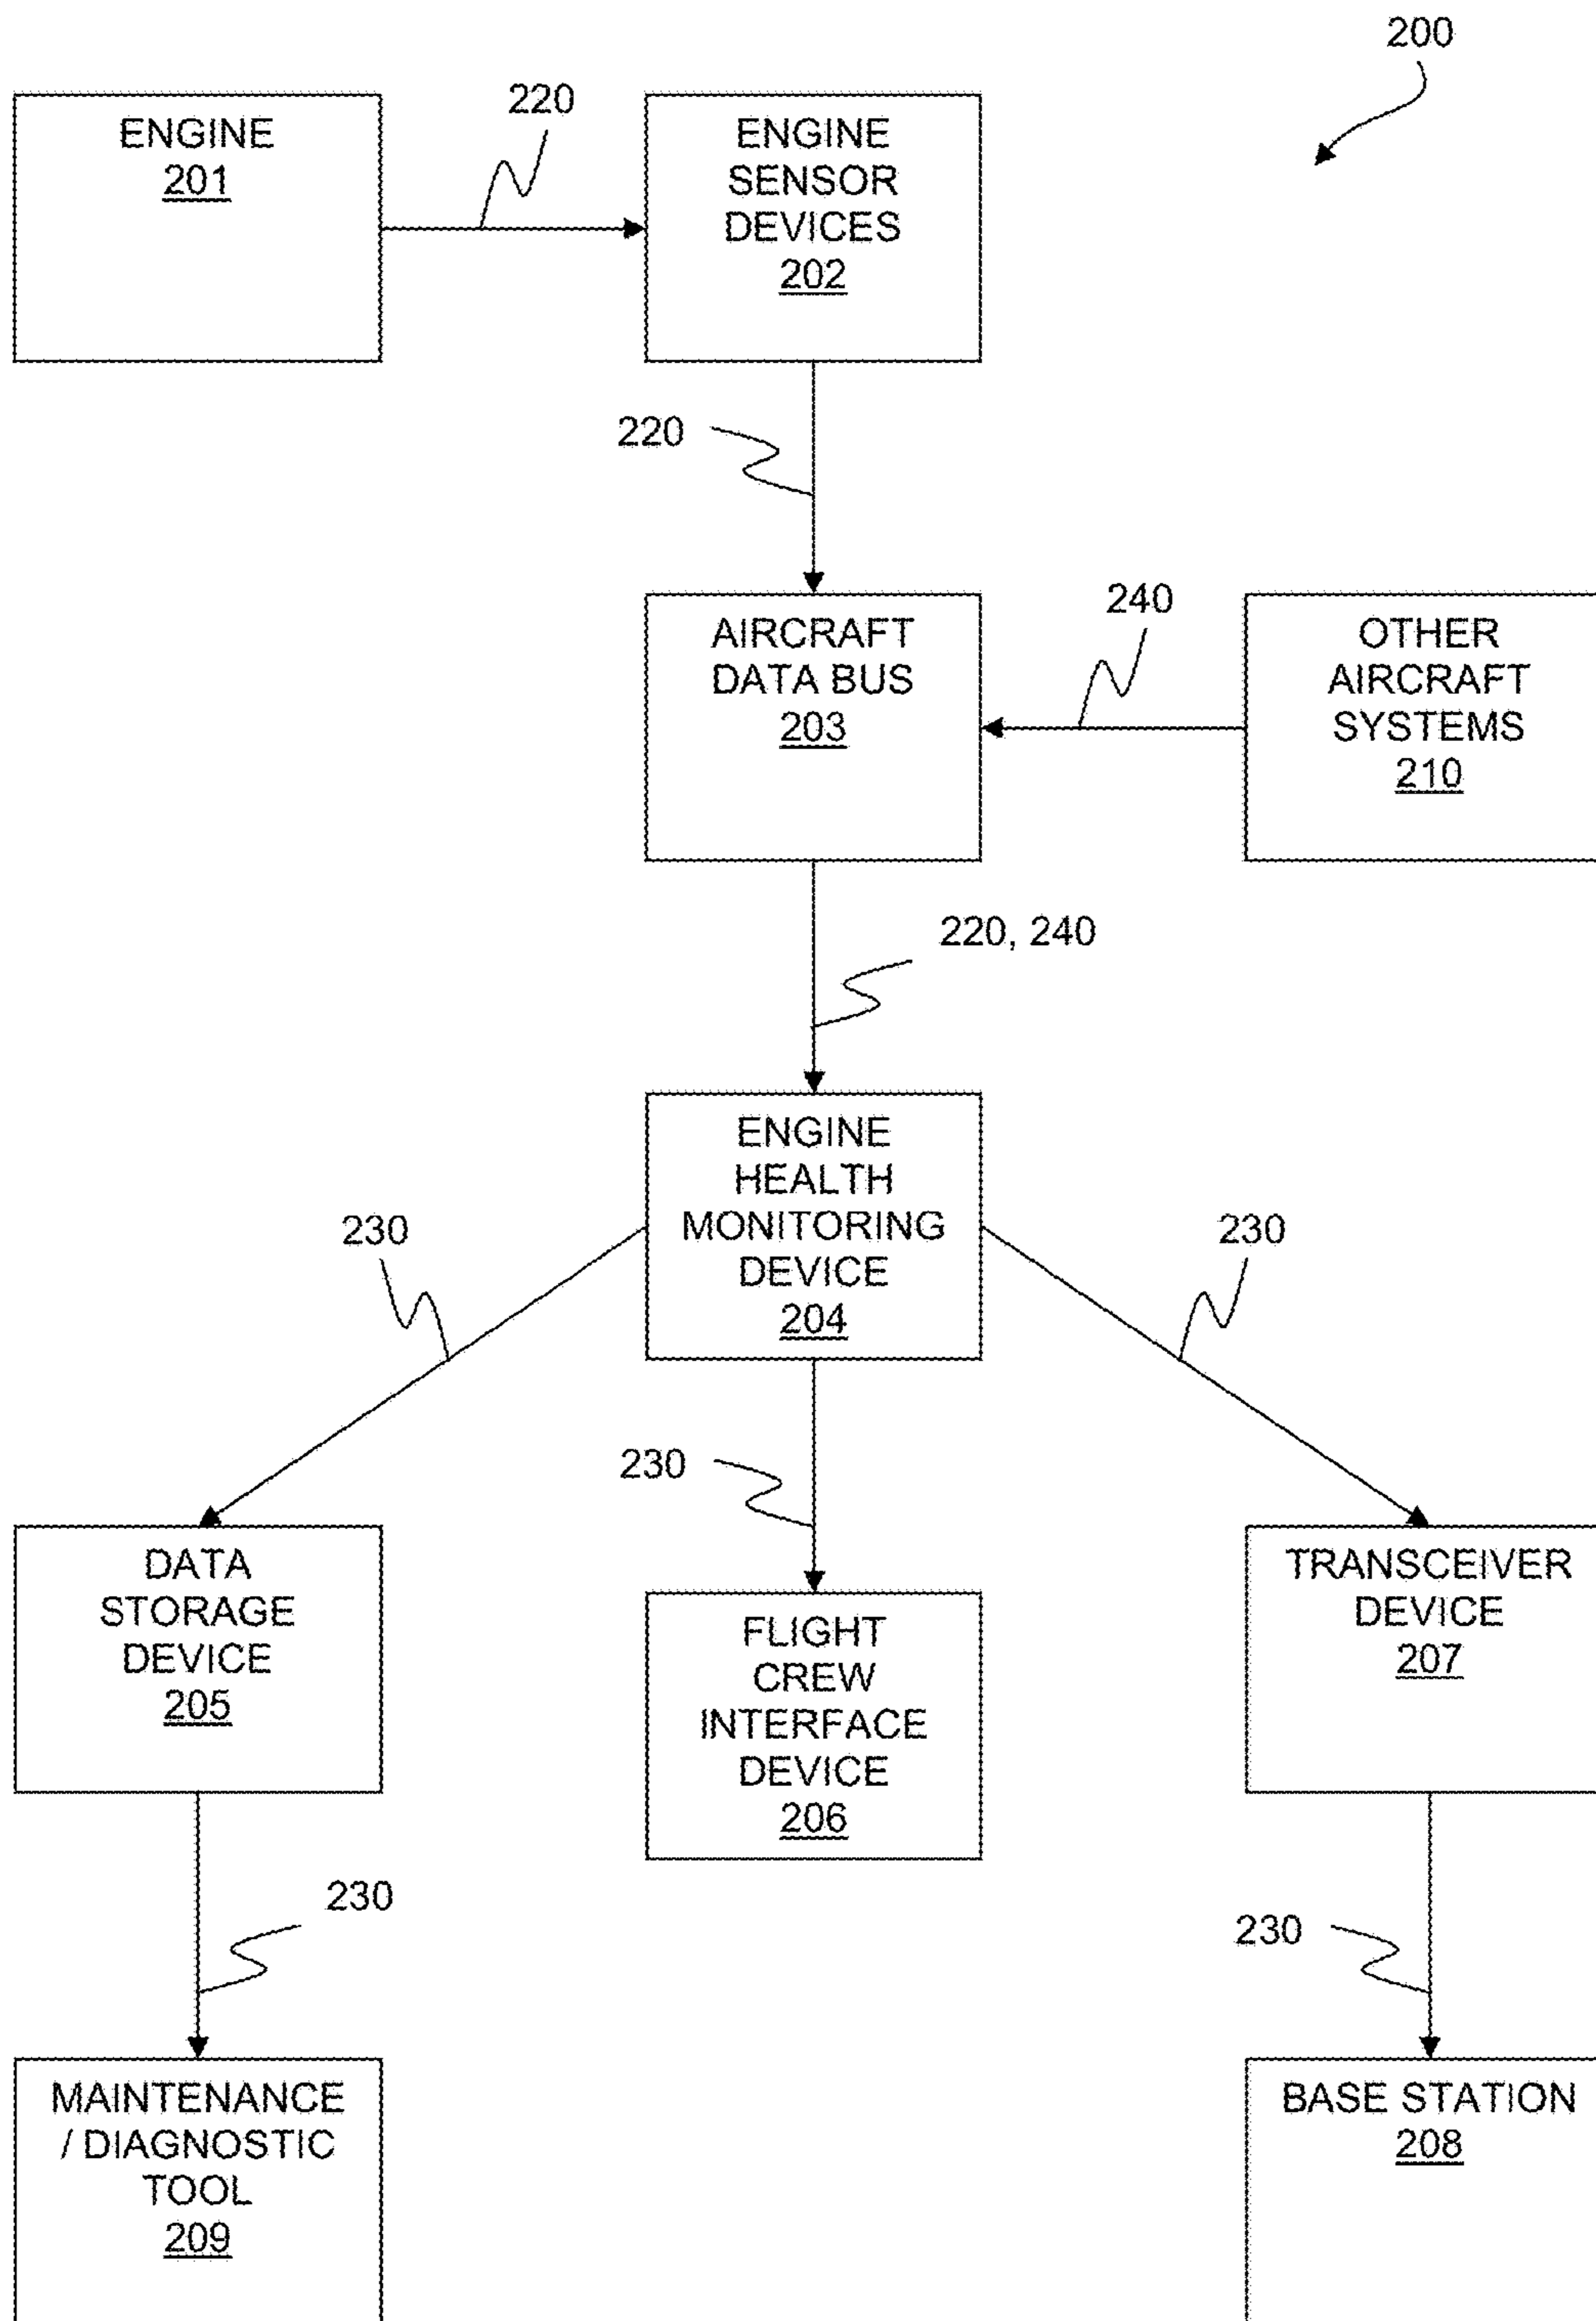 200
ENGINE
201
220
ENGINE
SENSOR
DEVICES
202
220
AIRCRAFT
DATA BUS
203
240
OTHER
AIRCRAFT
SYSTEMS
210
220, 240
ENGINE
HEALTH
MONITORING
DEVICE
204
230
230
230
DATA
STORAGE
DEVICE
205
FLIGHT
CREW
INTERFACE
DEVICE
206
TRANSCEIVER
DEVICE
207
230
230
MAINTENANCE
/ DIAGNOSTIC
TOOL
209
BASE STATION
208